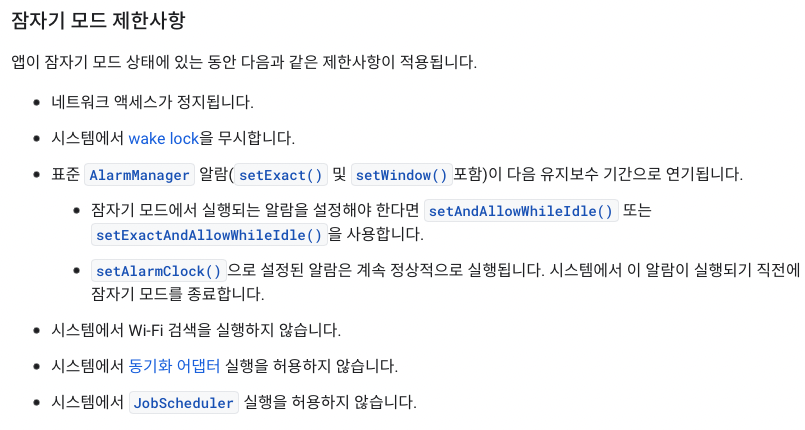 잠자기 모드 제한사항
앱이 잠자기 모드 상태에 있는 동안 다음과 같은 제한사항이 적용됩니다.
• 네트워크 액세스가 정지됩니다.
• 시스템에서 wake lock을 무시합니다.
• 표준 AlarmManager 알람(setExact() 및 setWindow()포함)이 다음 유지보수 기간으로 연기됩니다.
• 잠자기 모드에서 실행되는 알람을 설정해야 한다면 setAndAllowWhileIdle() 또는
setExactAndAllowWhileIdle()을 사용합니다.
• setAlarmClock()으로 설정된 알람은 계속 정상적으로 실행됩니다. 시스템에서 이 알람이 실행되기 직전에
잠자기 모드를 종료합니다.
• 시스템에서 Wi-Fi 검색을 실행하지 않습니다.
• 시스템에서 동기화 어댑터 실행을 허용하지 않습니다.
• 시스템에서 JobScheduler 실행을 허용하지 않습니다.